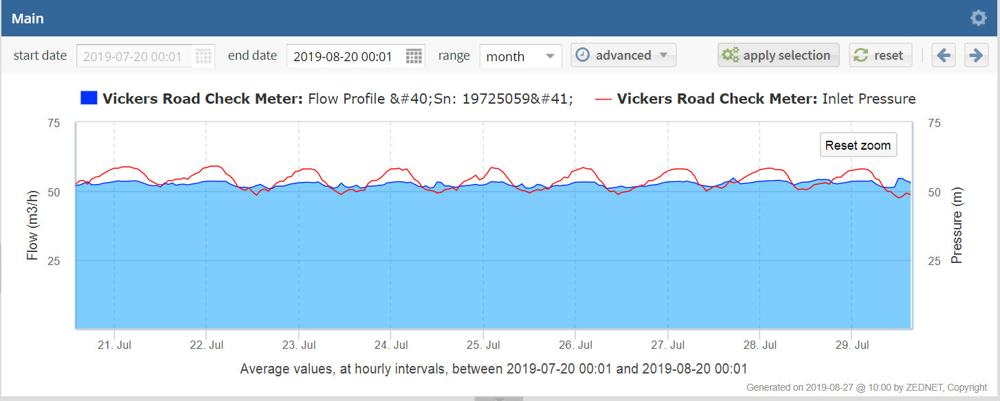 Main
start date 2019-07-20 00:01 end date 2019-08-20 00:01 range month advanced apply selection reset
Vickers Road Check Meter: Flow Profile &#40;Sn: 19725059&#41; Vickers Road Check Meter: Inlet Pressure
75 75
Reset zoom
50 50
Flow (m3/h)
Pressure (m)
25 25
21. Jul 22. Jul 23. Jul 24. Jul 25. Jul 26. Jul 27. Jul 28. Jul 29. Jul
Average values, at hourly intervals, between 2019-07-20 00:01 and 2019-08-20 00:01
Generated on 2019-08-27 @ 10:00 by ZEDNET, Copyright